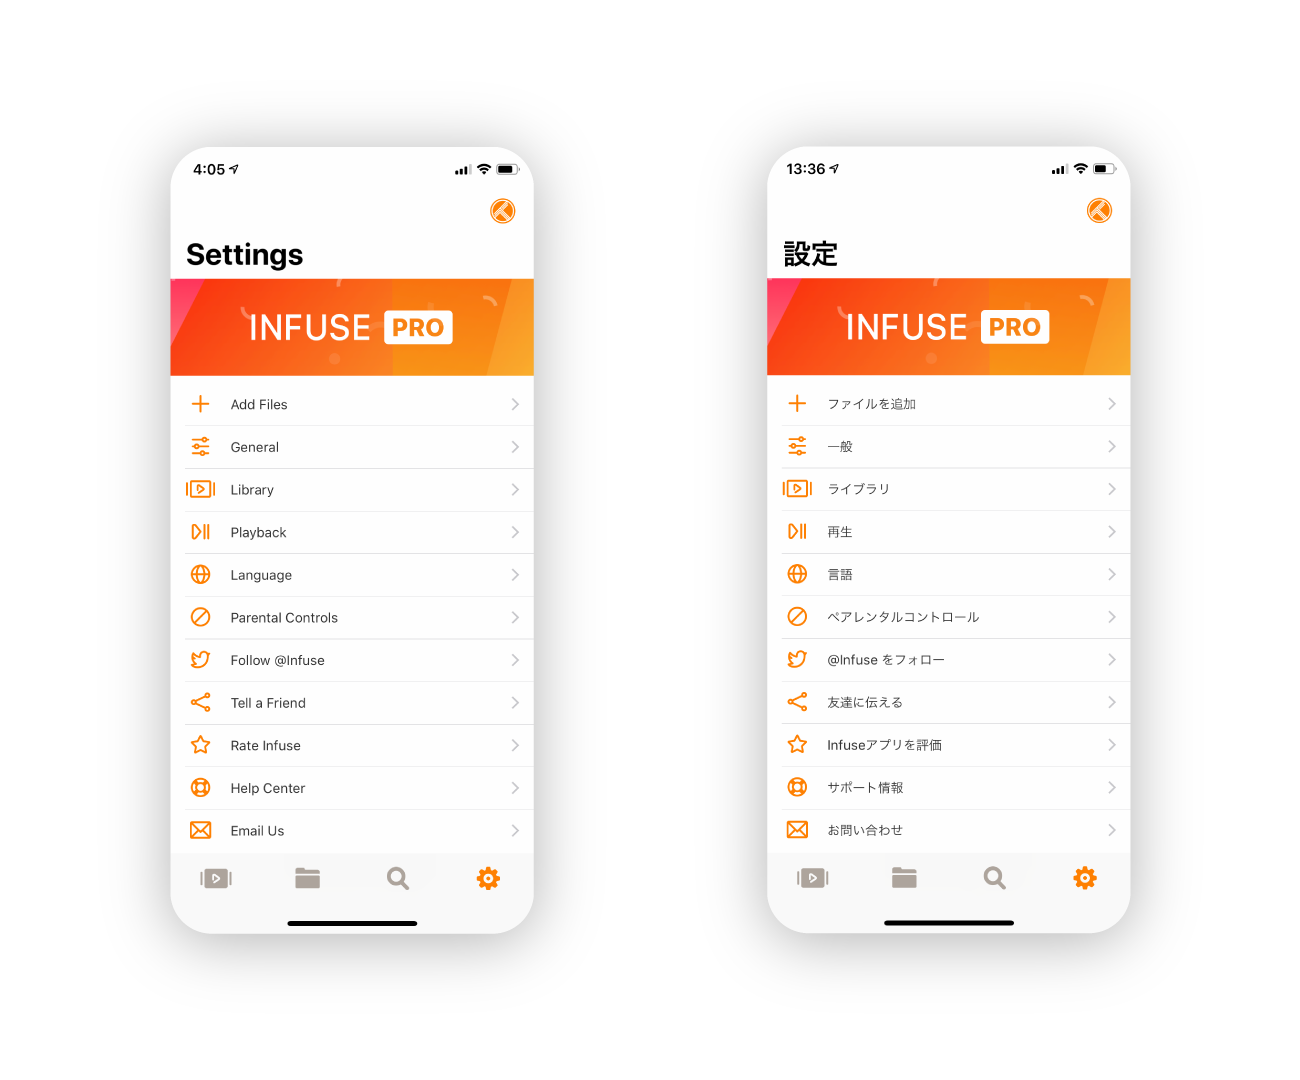 4:05
Settings
INFUSE PRO
Add Files
General
Library
Playback
Language
Parental Controls
Follow @Infuse
Tell a Friend
Rate Infuse
Help Center
Email Us
13:36
設定
INFUSE PRO
ファイルを追加
一般
ライブラリ
再生
言語
ペアレンタルコントロール
@Infuse をフォロー
友達に伝える
Infuseアプリを評価
サポート情報
お問い合わせ